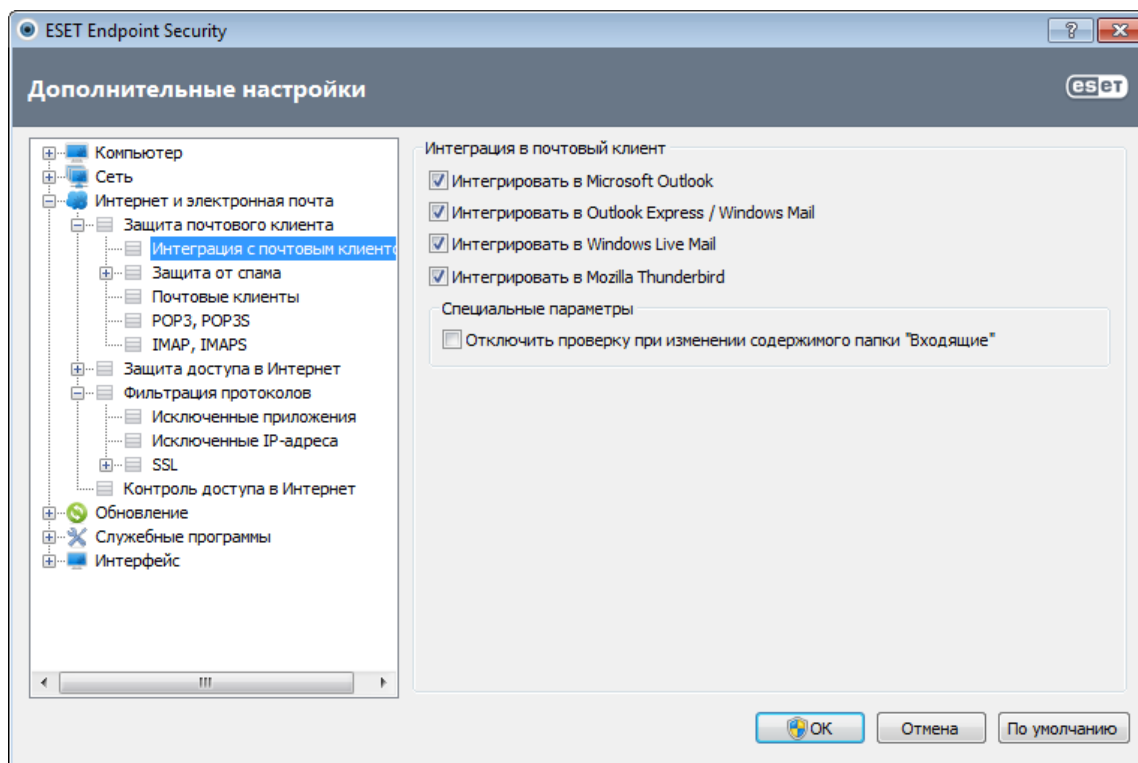 ESET Endpoint Security
Дополнительные настройки
eset
Компьютер
Сеть
Интернет и электронная почта
Защита почтового клиента
Интеграция с почтовым клиенто
Защита от спама
Почтовые клиенты
POP3, POP3S
IMAP, IMAPS
Защита доступа в Интернет
Фильтрация протоколов
Исключенные приложения
Исключенные IP-адреса
SSL
Контроль доступа в Интернет
Обновление
Служебные программы
Интерфейс
Интеграция в почтовый клиент
Интегрировать в Microsoft Outlook
Интегрировать в Outlook Express / Windows Mail
Интегрировать в Windows Live Mail
Интегрировать в Mozilla Thunderbird
Специальные параметры
Отключить проверку при изменении содержимого папки "Входящие"
OK
Отмена
По умолчанию